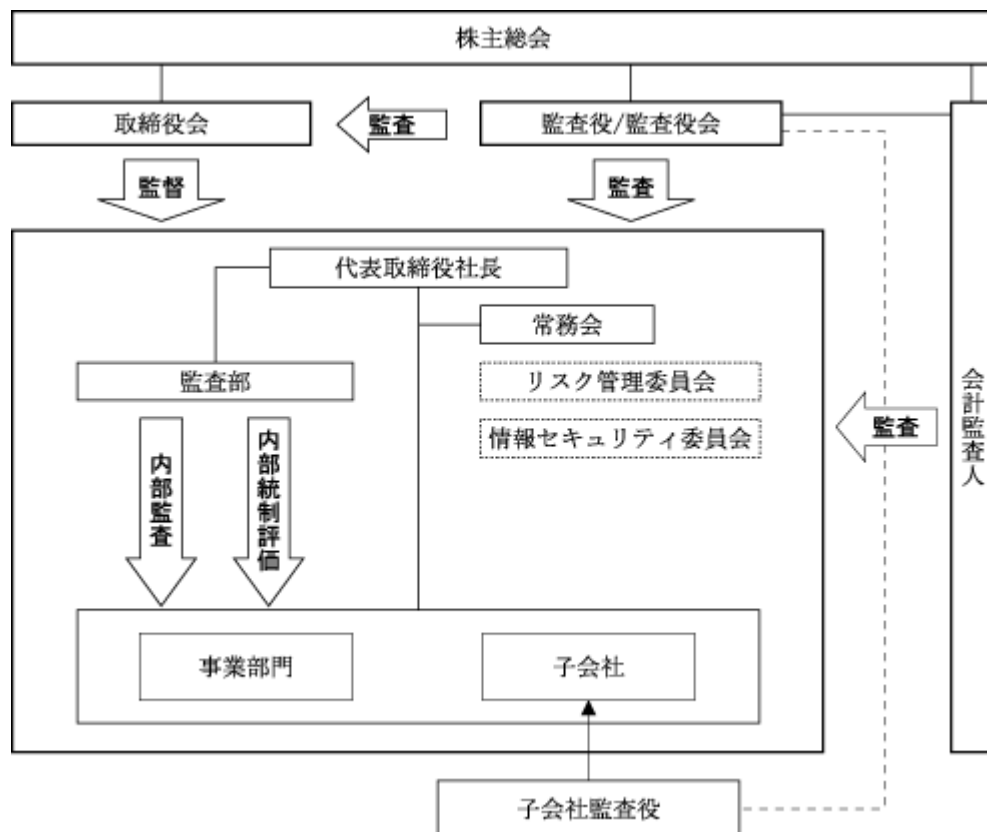 株主総会
取締役会
監査
監査役/監査役会
監督
監査
代表取締役社長
常務会
監査部
リスク管理委員会
情報セキュリティ委員会
監査
会計監査人
内部監査
内部統制評価
事業部門
子会社
子会社監査役